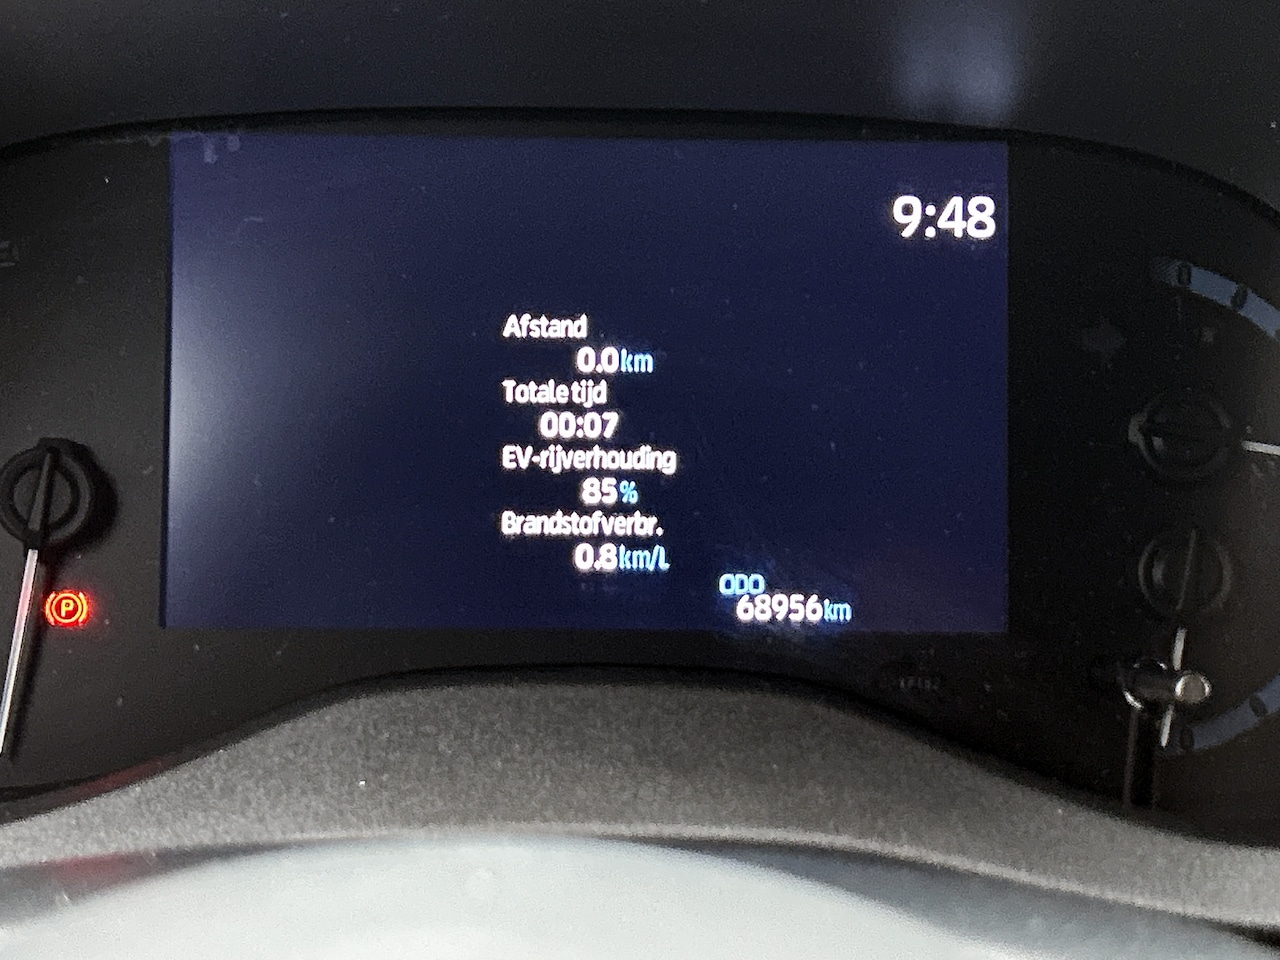 9:48
Afstand
0.0km
Totale tijd
00:07
EV-rijverhouding
85%
Brandstofverbr.
0.8km/L
ODO
68956km
P